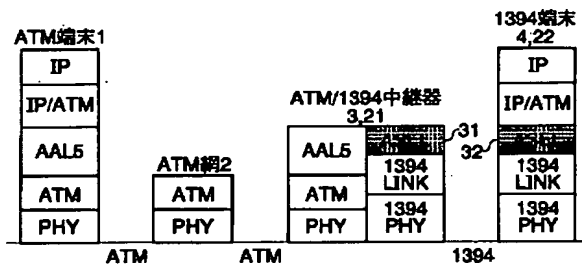 ATM端末1
IP
IP/ATM
AAL5
ATM
PHY
ATM
ATM網2
ATM
PHY
ATM
ATM/1394中継器
3,21
AAL5
ATM
PHY
31
1394
LINK
1394
PHY
1394
1394端末
4,22
IP
IP/ATM
32
1394
LINK
1394
PHY